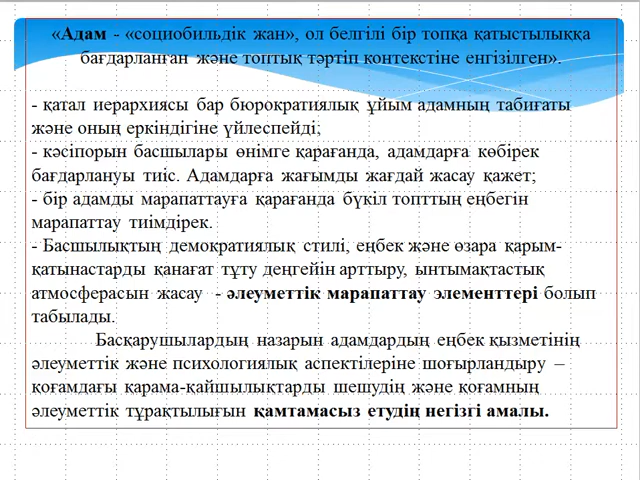 «Адам - «социобильдік жан», ол белгілі бір топқа қатыстылыққа
бағдарланған және топтық тәртіп контекстіне енгізілген».
- қатал иерархиясы бар бюрократиялық ұйым адамның табиғаты
және оның еркіндігіне үйлеспейді;
- кәсіпорын басшылары өнімге қарағанда, адамдарға көбірек
бағдарлануы тиіс. Адамдарға жағымды жағдай жасау қажет;
- бір адамды марапаттауға қарағанда бүкіл топттың еңбегін
марапаттау тиімдірек.
- Басшылықтың демократиялық стилі, еңбек және өзара қарым-
қатынастарды қанағат тұту деңгейін арттыру, ынтымақтастық
атмосферасын жасау - әлеуметтік марапаттау элементтері болып
табылады.
Басқарушылардың назарын адамдардың еңбек қызметінің
әлеуметтік және психологиялық аспектілеріне шоғырландыру –
қоғамдағы қарама-қайшылықтарды шешудің және қоғамның
әлеуметтік тұрақтылығын қамтамасыз етудің негізгі амалы.